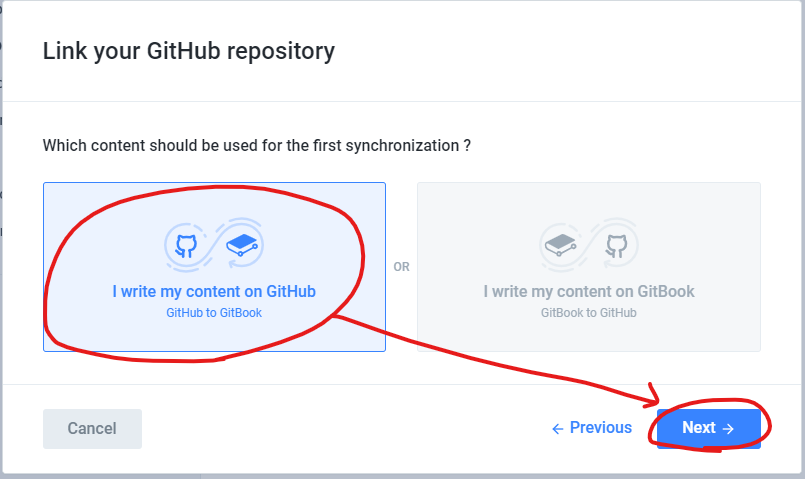 Link your GitHub repository
Which content should be used for the first synchronization ?
I write my content on GitHub
GitHub to GitBook
OR
I write my content on GitBook
GitBook to GitHub
Cancel
← Previous
Next →